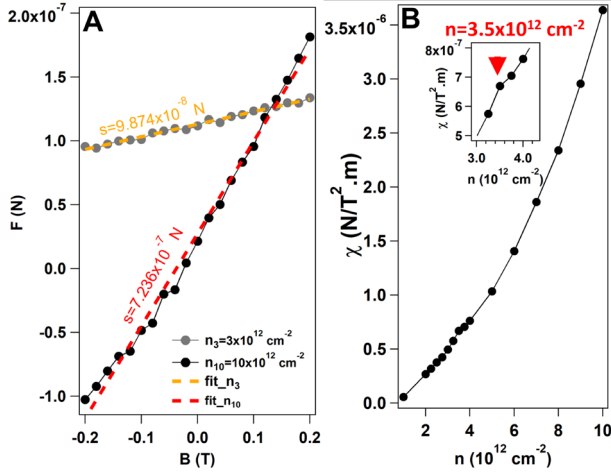 2.0x10⁻⁷
A
1.5
1.0
0.5
0.0
-0.5
-1.0
F (N)
-0.2
-0.1
0.0
0.1
0.2
B (T)
s=9.874x10⁻⁸ N
s=7.236x10⁻⁷ N
n₃=3x10¹² cm⁻²
n₁₀=10x10¹² cm⁻²
fit_n₃
fit_n₁₀
B
n=3.5x10¹² cm⁻²
3.5x10⁻⁶
3.0
2.5
2.0
1.5
1.0
0.5
0.0
χ (N/T².m)
2
4
6
8
10
n (10¹² cm⁻²)
8x10⁻⁷
7
6
5
χ (N/T².m)
3.0
4.0
n (10¹² cm⁻²)